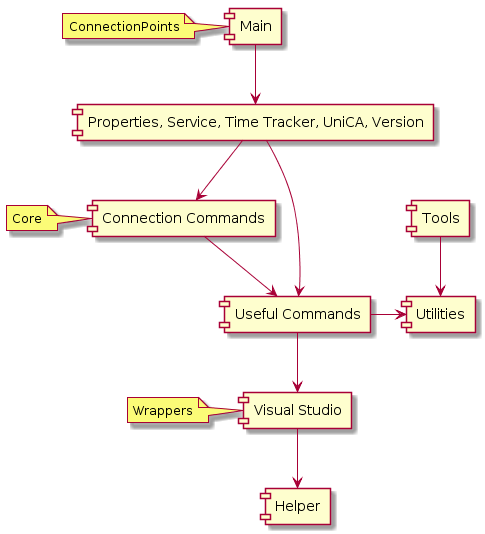 ConnectionPoints
Main
Properties, Service, Time Tracker, UniCA, Version
Core
Connection Commands
Tools
Useful Commands
Utilities
Wrappers
Visual Studio
Helper